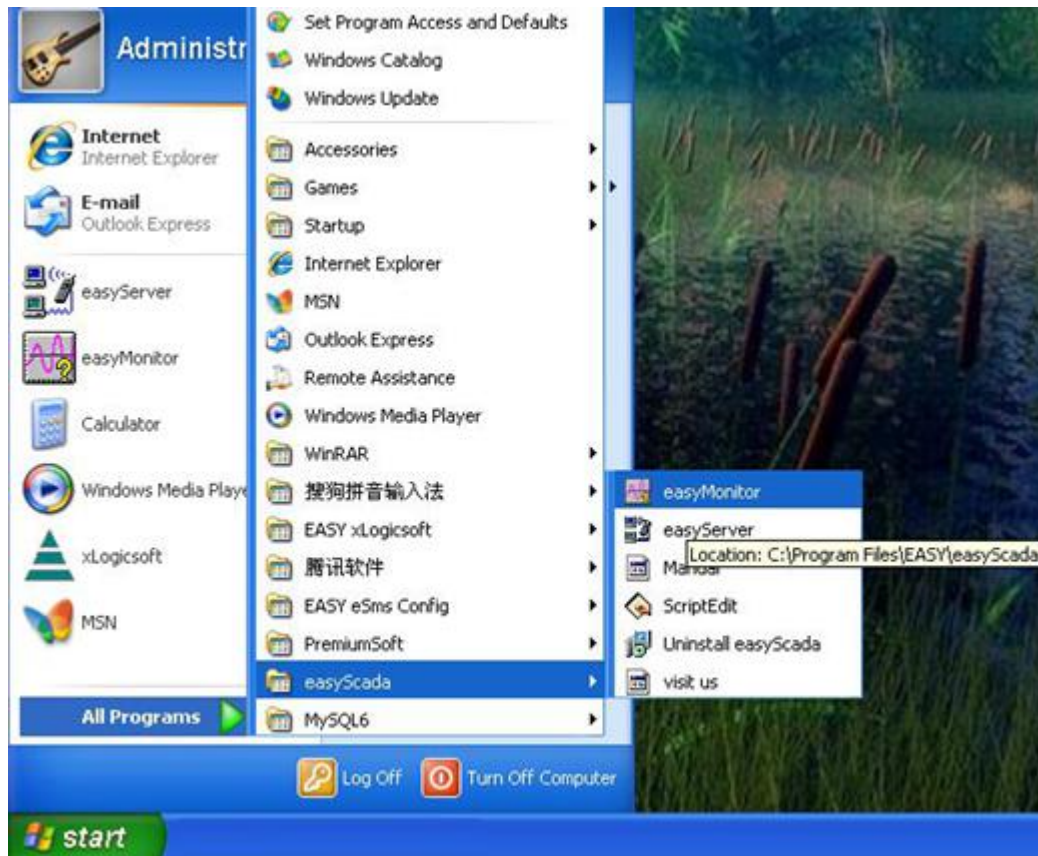 Administr
Internet
Internet Explorer
E-mail
Outlook Express
easyServer
easyMonitor
Calculator
Windows Media Playe
xLogicsoft
MSN
All Programs
Set Program Access and Defaults
Windows Catalog
Windows Update
Accessories
Games
Startup
Internet Explorer
MSN
Outlook Express
Remote Assistance
Windows Media Player
WinRAR
搜狗拼音输入法
EASY xLogicsoft
腾讯软件
EASY eSms Config
PremiumSoft
easyScada
MySQL6
easyMonitor
easyServer
Location: C:\Program Files\EASY\easyScada
Manual
ScriptEdit
Uninstall easyScada
visit us
Log Off
Turn Off Computer
start